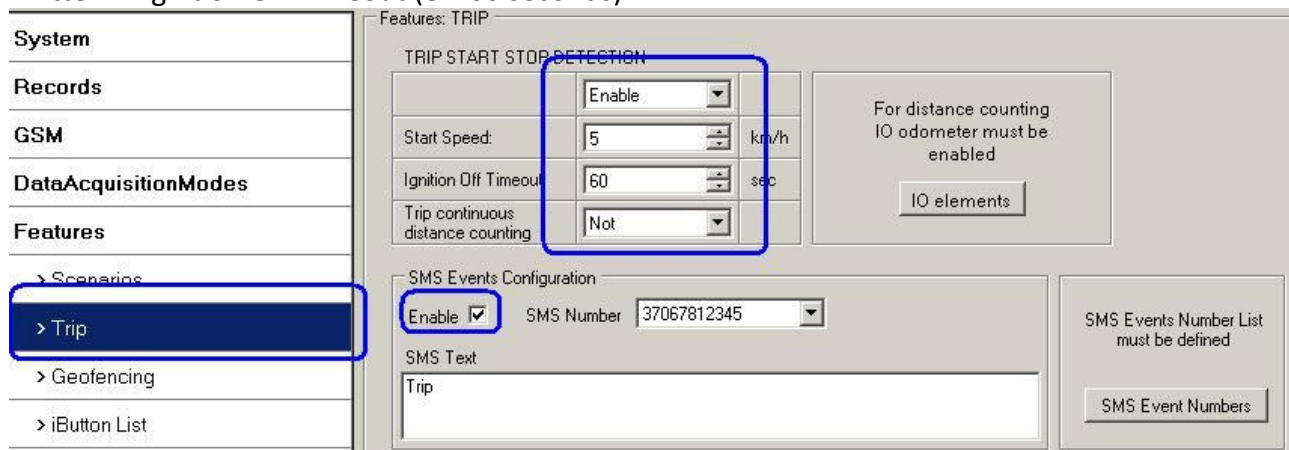 System
Records
GSM
DataAcquisitionModes
Features
> Scenarios
> Trip
> Geofencing
> iButton List
Features: TRIP
TRIP START STOP DETECTION
Enable
Start Speed: 5 km/h
Ignition Off Timeout 60 sec
Trip continuous
distance counting Not
For distance counting
IO odometer must be
enabled
IO elements
SMS Events Configuration
Enable SMS Number 37067812345
SMS Text
Trip
SMS Events Number List
must be defined
SMS Event Numbers